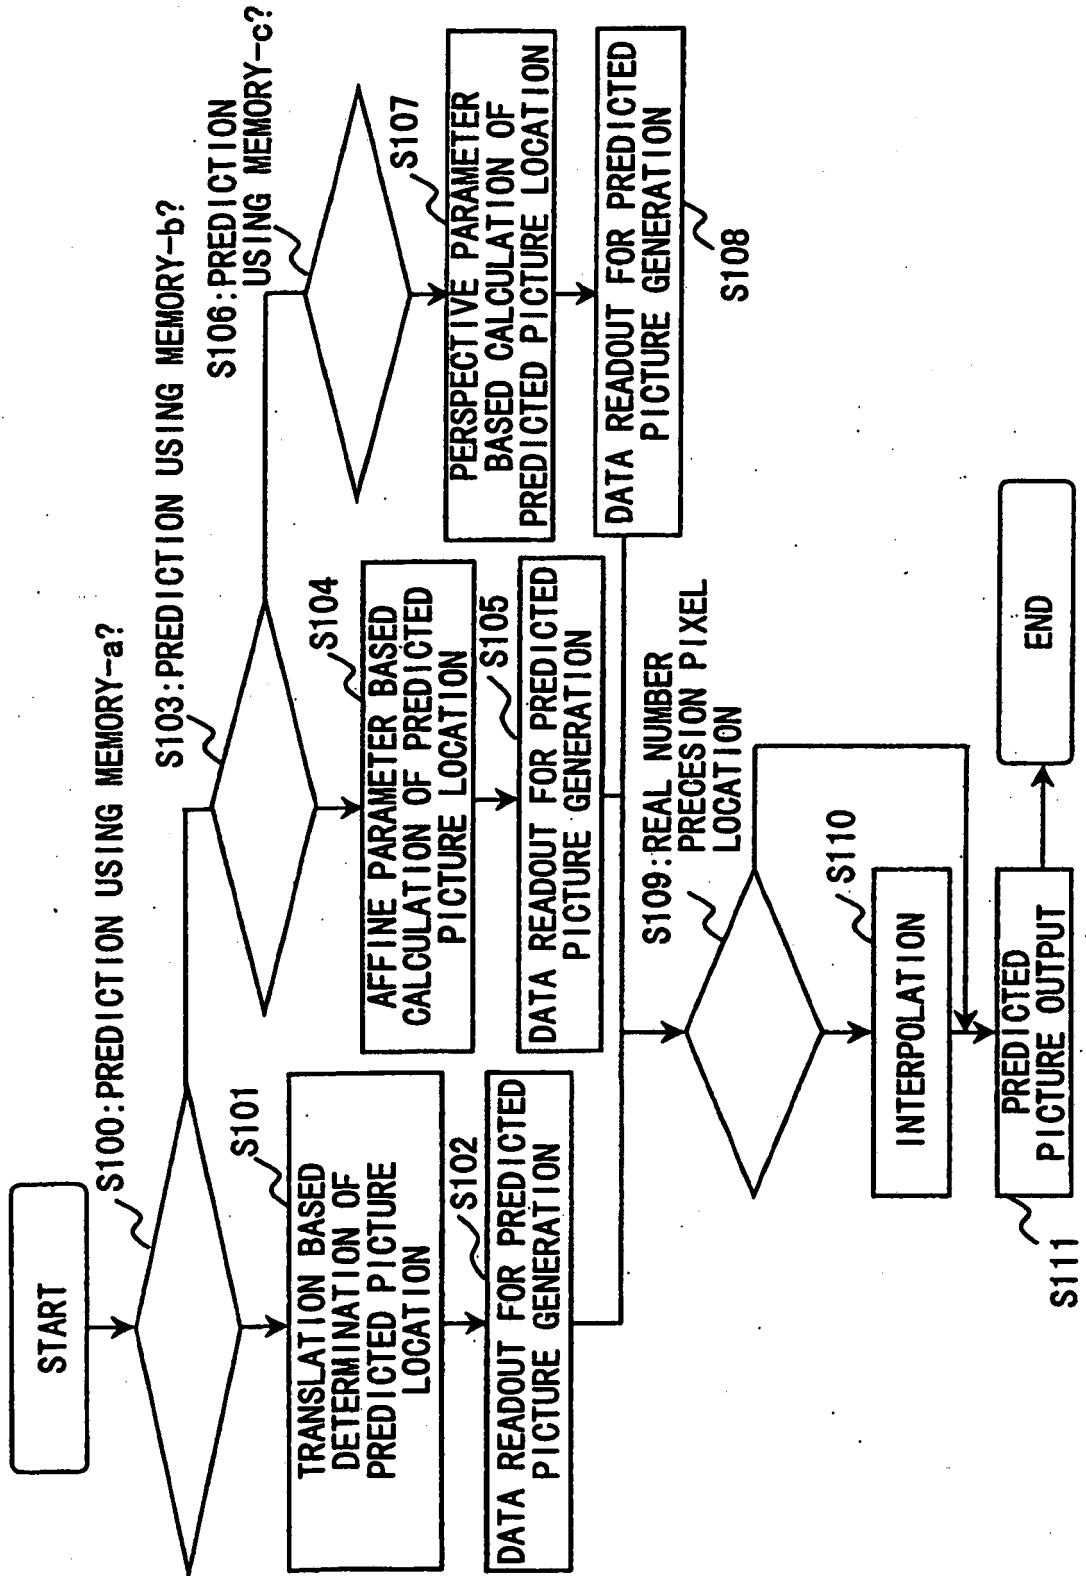 START
S100:PREDICTION USING MEMORY-a?
S101
TRANSLATION BASED
DETERMINATION OF
PREDICTED PICTURE
LOCATION
S102
DATA READOUT FOR PREDICTED
PICTURE GENERATION
S103:PREDICTION USING MEMORY-b?
S104
AFFINE PARAMETER BASED
CALCULATION OF PREDICTED
PICTURE LOCATION
S105
DATA READOUT FOR PREDICTED
PICTURE GENERATION
S106:PREDICTION
USING MEMORY-c?
S107
PERSPECTIVE PARAMETER
BASED CALCULATION OF
PREDICTED PICTURE LOCATION
DATA READOUT FOR PREDICTED
PICTURE GENERATION
S108
S109:REAL NUMBER
PRECESION PIXEL
LOCATION
S110
INTERPOLATION
PREDICTED
PICTURE OUTPUT
S111
END